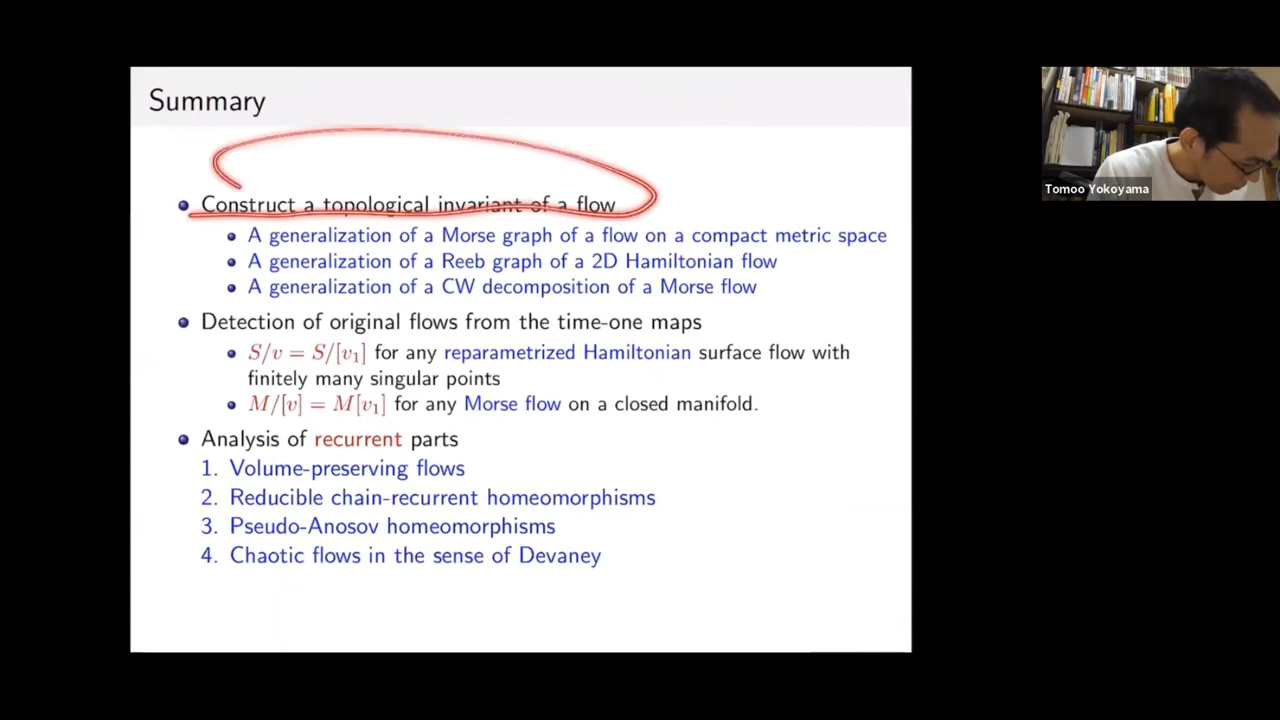 Summary
• Construct a topological invariant of a flow
• A generalization of a Morse graph of a flow on a compact metric space
• A generalization of a Reeb graph of a 2D Hamiltonian flow
• A generalization of a CW decomposition of a Morse flow
• Detection of original flows from the time-one maps
• S/v = S/[v₁] for any reparametrized Hamiltonian surface flow with
finitely many singular points
• M/[v] = M[v₁] for any Morse flow on a closed manifold.
• Analysis of recurrent parts
1. Volume-preserving flows
2. Reducible chain-recurrent homeomorphisms
3. Pseudo-Anosov homeomorphisms
4. Chaotic flows in the sense of Devaney
Tomoo Yokoyama